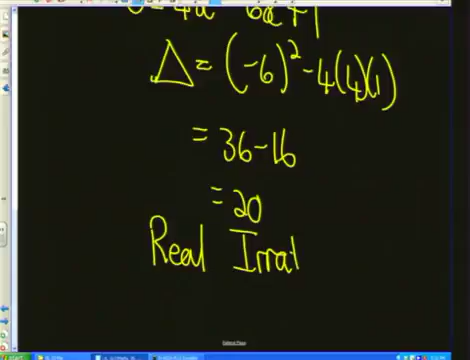 Δ = (-6)² - 4(4)(1)
= 36 - 16
= 20
Real Irrat